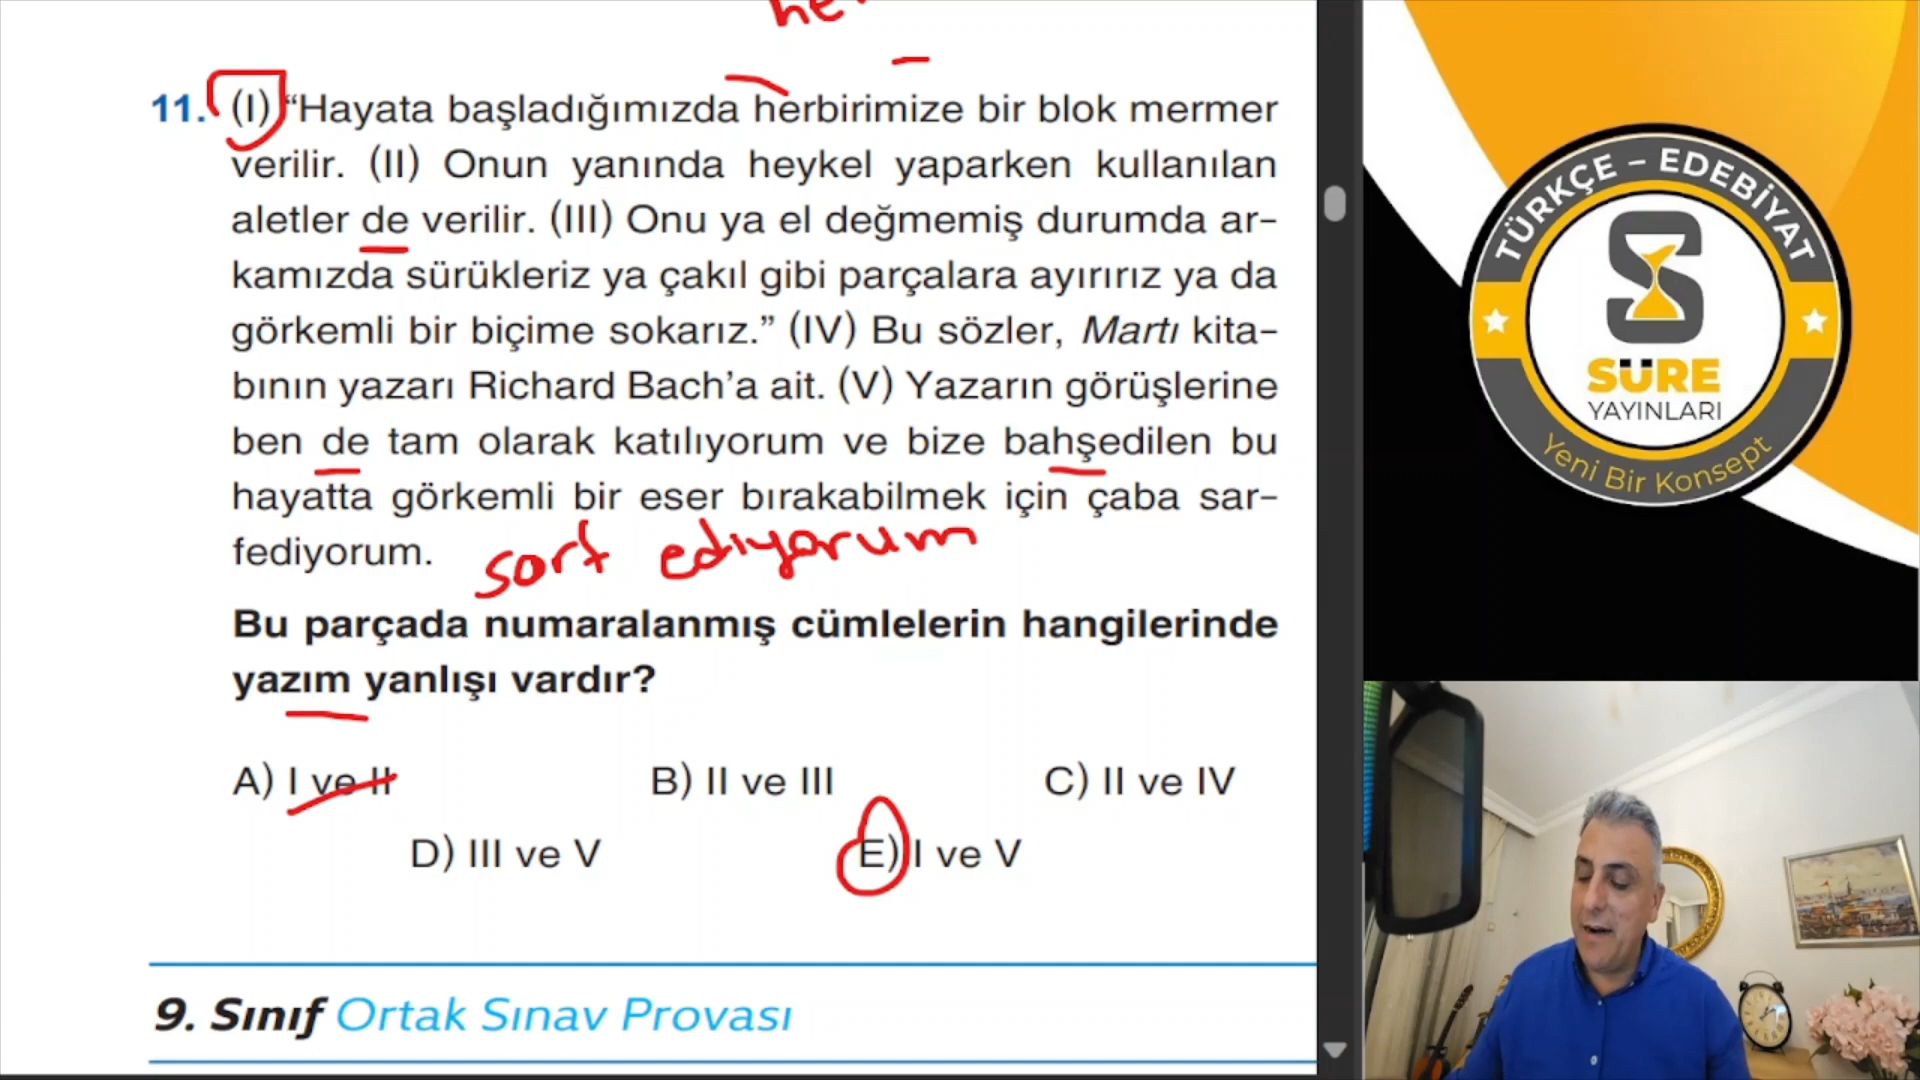 11. (I) “Hayata başladığımızda herbirimize bir blok mermer
verilir. (II) Onun yanında heykel yaparken kullanılan
aletler de verilir. (III) Onu ya el değmemiş durumda ar-
kamızda sürükleriz ya çakıl gibi parçalara ayırırız ya da
görkemli bir biçime sokarız.” (IV) Bu sözler, Martı kita-
bının yazarı Richard Bach’a ait. (V) Yazarın görüşlerine
ben de tam olarak katılıyorum ve bize bahşedilen bu
hayatta görkemli bir eser bırakabilmek için çaba sar-
fediyorum.
sarf ediyorum
Bu parçada numaralanmış cümlelerin hangilerinde
yazım yanlışı vardır?
A) I ve II B) II ve III C) II ve IV
D) III ve V E) I ve V
9. Sınıf Ortak Sınav Provası
TÜRKÇE – EDEBİYAT
S
SÜRE
YAYINLARI
Yeni Bir Konsept